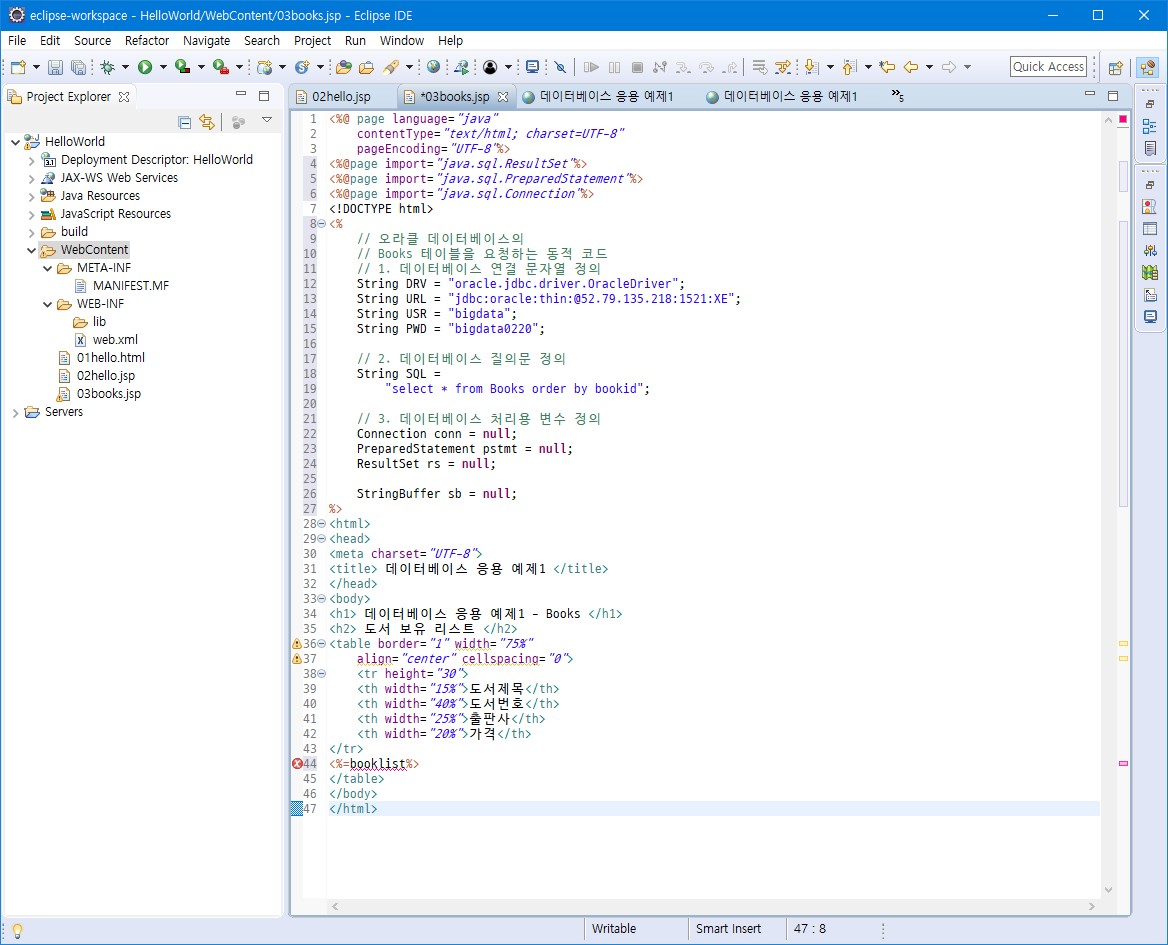 eclipse-workspace - HelloWorld/WebContent/03books.jsp - Eclipse IDE
File Edit Source Refactor Navigate Search Project Run Window Help
Quick Access
Project Explorer
HelloWorld
Deployment Descriptor: HelloWorld
JAX-WS Web Services
Java Resources
JavaScript Resources
build
WebContent
META-INF
MANIFEST.MF
WEB-INF
lib
web.xml
01hello.html
02hello.jsp
03books.jsp
Servers
02hello.jsp *03books.jsp 데이터베이스 응용 예제1 데이터베이스 응용 예제1 »5
1 <%@ page language="java"
2     contentType="text/html; charset=UTF-8"
3     pageEncoding="UTF-8"%>
4 <%@page import="java.sql.ResultSet"%>
5 <%@page import="java.sql.PreparedStatement"%>
6 <%@page import="java.sql.Connection"%>
7 <!DOCTYPE html>
8 <%
9     // 오라클 데이터베이스의
10     // Books 테이블을 요청하는 동적 코드
11     // 1. 데이터베이스 연결 문자열 정의
12     String DRV = "oracle.jdbc.driver.OracleDriver";
13     String URL = "jdbc:oracle:thin:@52.79.135.218:1521:XE";
14     String USR = "bigdata";
15     String PWD = "bigdata0220";
16
17     // 2. 데이터베이스 질의문 정의
18     String SQL =
19         "select * from Books order by bookid";
20
21     // 3. 데이터베이스 처리용 변수 정의
22     Connection conn = null;
23     PreparedStatement pstmt = null;
24     ResultSet rs = null;
25
26     StringBuffer sb = null;
27 %>
28 <html>
29 <head>
30 <meta charset="UTF-8">
31 <title> 데이터베이스 응용 예제1 </title>
32 </head>
33 <body>
34 <h1> 데이터베이스 응용 예제1 - Books </h1>
35 <h2> 도서 보유 리스트 </h2>
36 <table border="1" width="75%"
37     align="center" cellspacing="0">
38     <tr height="30">
39     <th width="15%">도서제목</th>
40     <th width="40%">도서번호</th>
41     <th width="25%">출판사</th>
42     <th width="20%">가격</th>
43 </tr>
44 <%=booklist%>
45 </table>
46 </body>
47 </html>
Writable Smart Insert 47 : 8